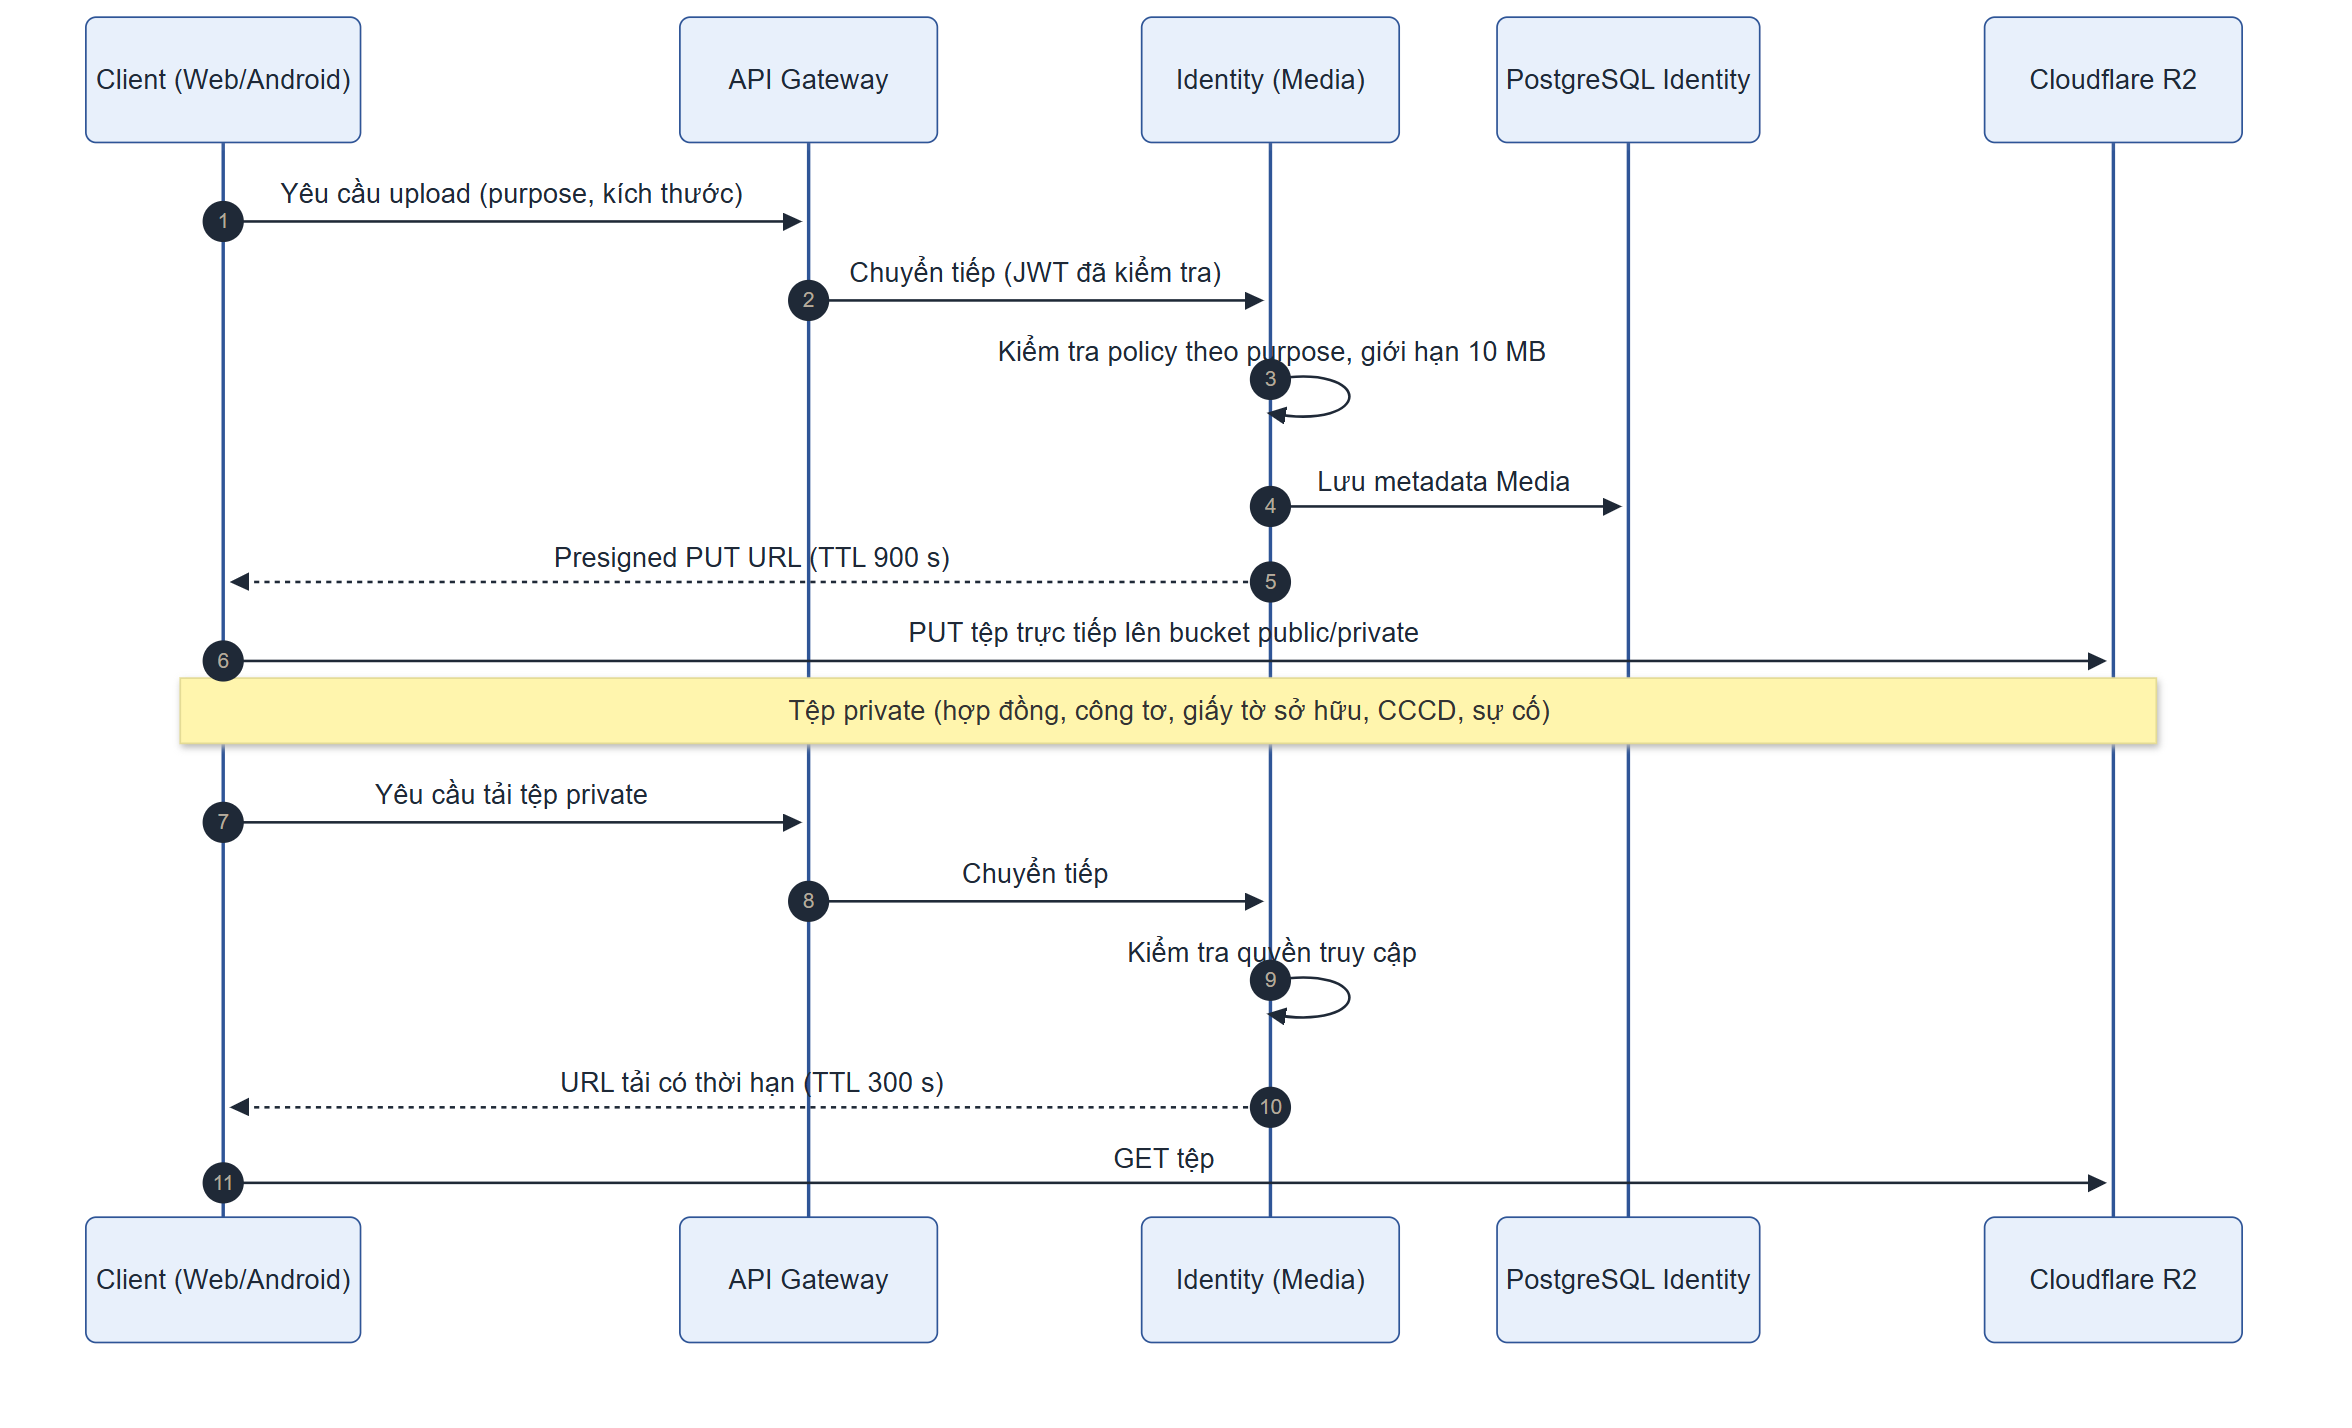 Client (Web/Android)
API Gateway
Identity (Media)
PostgreSQL Identity
Cloudflare R2
Yêu cầu upload (purpose, kích thước)
1
Chuyển tiếp (JWT đã kiểm tra)
2
Kiểm tra policy theo purpose, giới hạn 10 MB
3
Lưu metadata Media
4
Presigned PUT URL (TTL 900 s)
5
PUT tệp trực tiếp lên bucket public/private
6
Tệp private (hợp đồng, công tơ, giấy tờ sở hữu, CCCD, sự cố)
Yêu cầu tải tệp private
7
Chuyển tiếp
8
Kiểm tra quyền truy cập
9
URL tải có thời hạn (TTL 300 s)
10
GET tệp
11
Client (Web/Android)
API Gateway
Identity (Media)
PostgreSQL Identity
Cloudflare R2